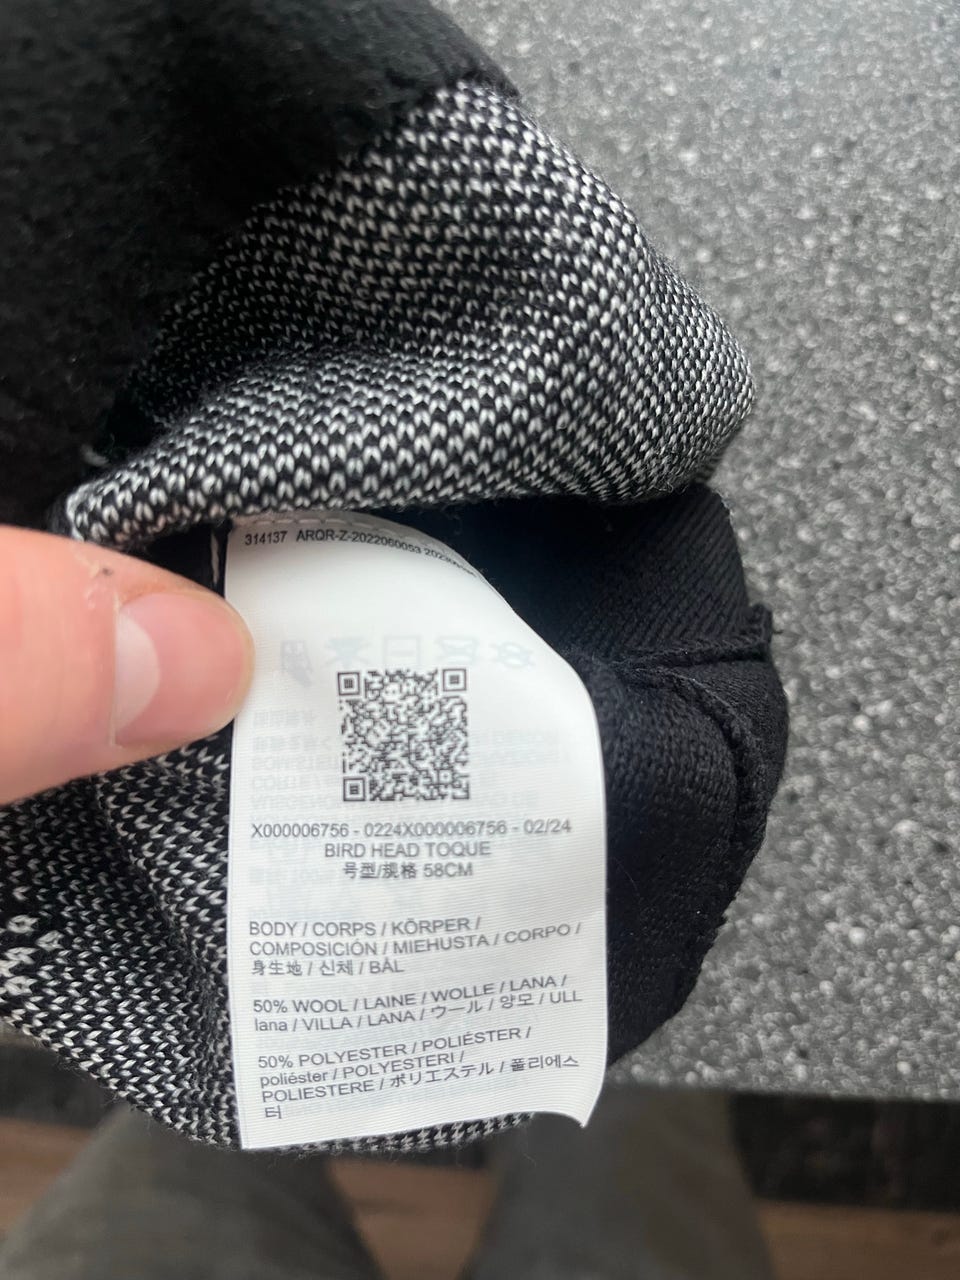 314137 ARQR-Z-2022060053
X000006756 - 0224X000006756 - 02/24
BIRD HEAD TOQUE
号型/規格 58CM
BODY / CORPS / KÖRPER /
COMPOSICIÓN / MIEHUSTA / CORPO /
身生地 / 신체 / BÅL
50% WOOL / LAINE / WOLLE / LANA /
lana / VILLA / LANA / ウール / 양모 / ULL
50% POLYESTER / POLIÉSTER /
poliéster / POLYESTERI /
POLIESTERE / ポリエステル / 폴리에스
터